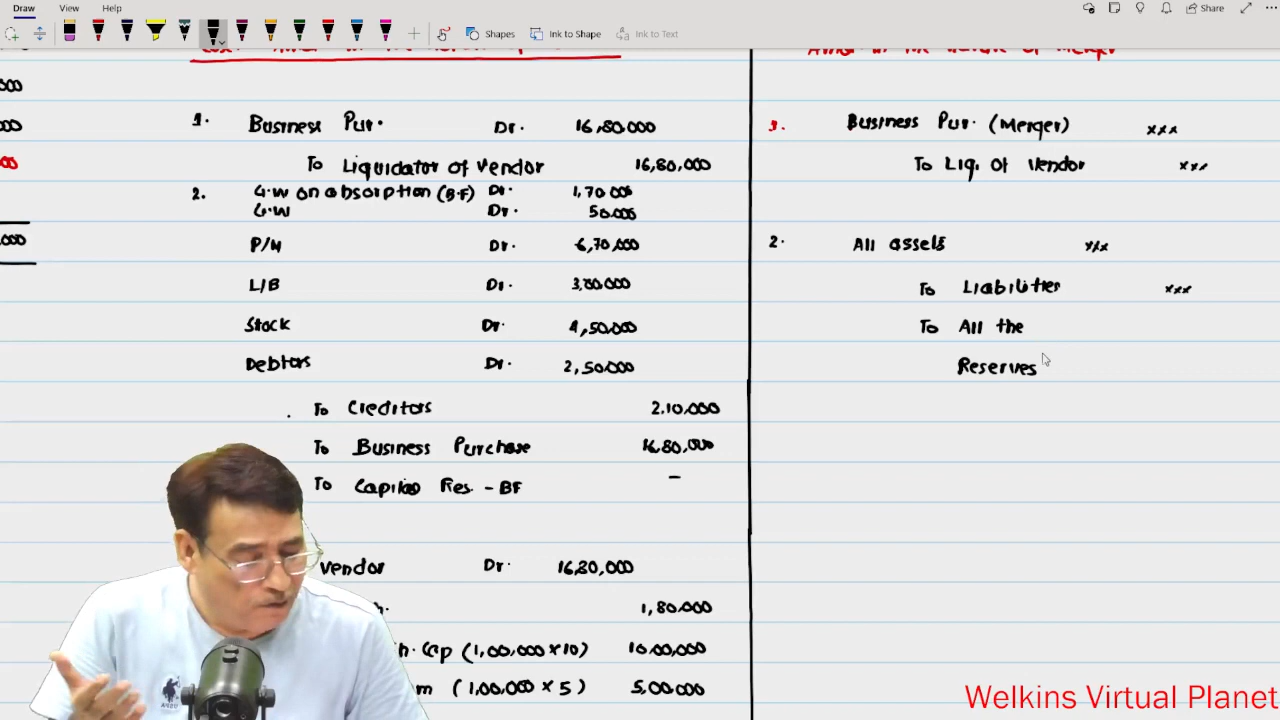 Draw View Help
Share
Shapes Ink to Shape Ink to Text
000
000
00
000
1. Business Pur. Dr. 16,80,000
To Liquidator of Vendor 16,80,000
2. G.W on absorption (B.F) Dr. 1,70,000
G.W Dr. 50,000
P/M Dr. 6,70,000
L/B Dr. 3,00,000
Stock Dr. 4,50,000
Debtors Dr. 2,50,000
To Creditors 2,10,000
To Business Purchase 16,80,000
To Capital Res. - BF -
Vendor Dr. 16,80,000
1,80,000
Cap (1,00,000 x 10) 10,00,000
m (1,00,000 x 5) 5,00,000
1. Business Pur. (Merger) xxx
To Liq. of Vendor xxx
2. All assets xxx
To Liabilities xxx
To All the
Reserves
Welkins Virtual Planet